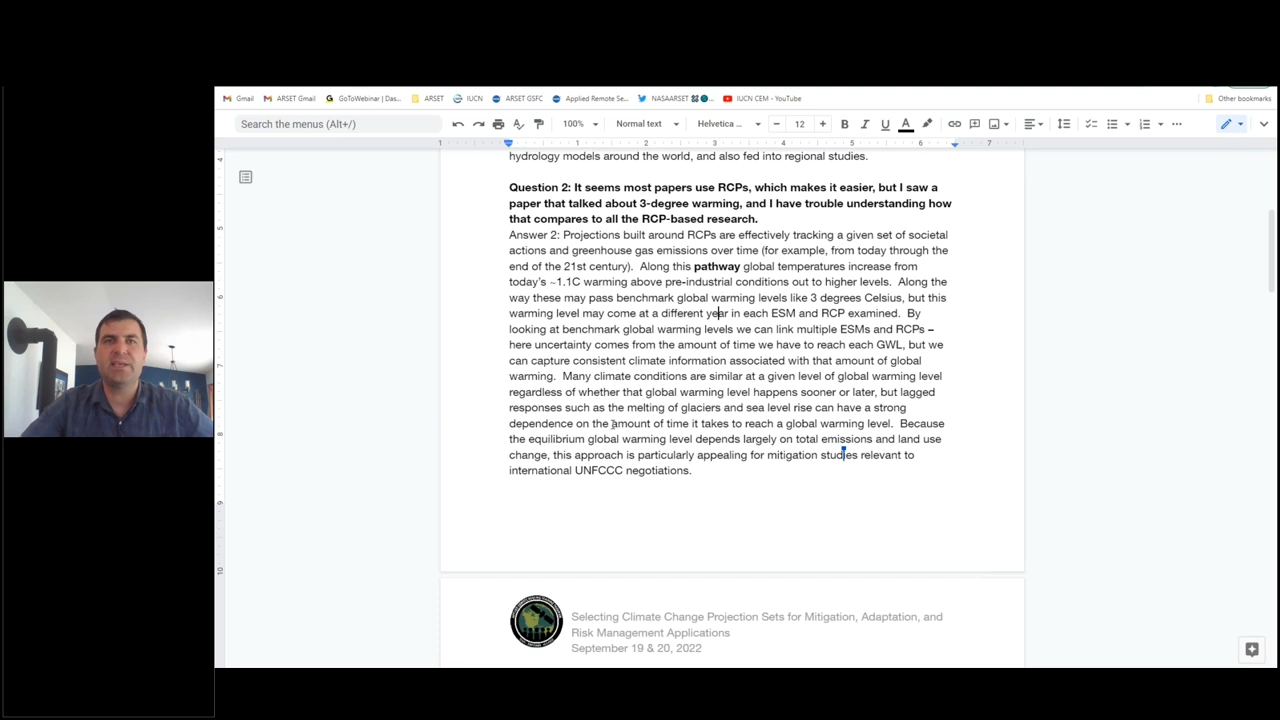 Gmail ARSET Gmail GoToWebinar | Das... ARSET IUCN ARSET GSFC Applied Remote Se... NASAARSET IUCN CEM - YouTube Other bookmarks
Search the menus (Alt+/) 100% Normal text Helvetica ... 12 B I U A
1 1 2 3 4 5 6 7
4
5
6
7
8
9
10
hydrology models around the world, and also fed into regional studies.
Question 2: It seems most papers use RCPs, which makes it easier, but I saw a
paper that talked about 3-degree warming, and I have trouble understanding how
that compares to all the RCP-based research.
Answer 2: Projections built around RCPs are effectively tracking a given set of societal
actions and greenhouse gas emissions over time (for example, from today through the
end of the 21st century). Along this pathway global temperatures increase from
today's ~1.1C warming above pre-industrial conditions out to higher levels. Along the
way these may pass benchmark global warming levels like 3 degrees Celsius, but this
warming level may come at a different year in each ESM and RCP examined. By
looking at benchmark global warming levels we can link multiple ESMs and RCPs –
here uncertainty comes from the amount of time we have to reach each GWL, but we
can capture consistent climate information associated with that amount of global
warming. Many climate conditions are similar at a given level of global warming level
regardless of whether that global warming level happens sooner or later, but lagged
responses such as the melting of glaciers and sea level rise can have a strong
dependence on the amount of time it takes to reach a global warming level. Because
the equilibrium global warming level depends largely on total emissions and land use
change, this approach is particularly appealing for mitigation studies relevant to
international UNFCCC negotiations.
Selecting Climate Change Projection Sets for Mitigation, Adaptation, and
Risk Management Applications
September 19 & 20, 2022